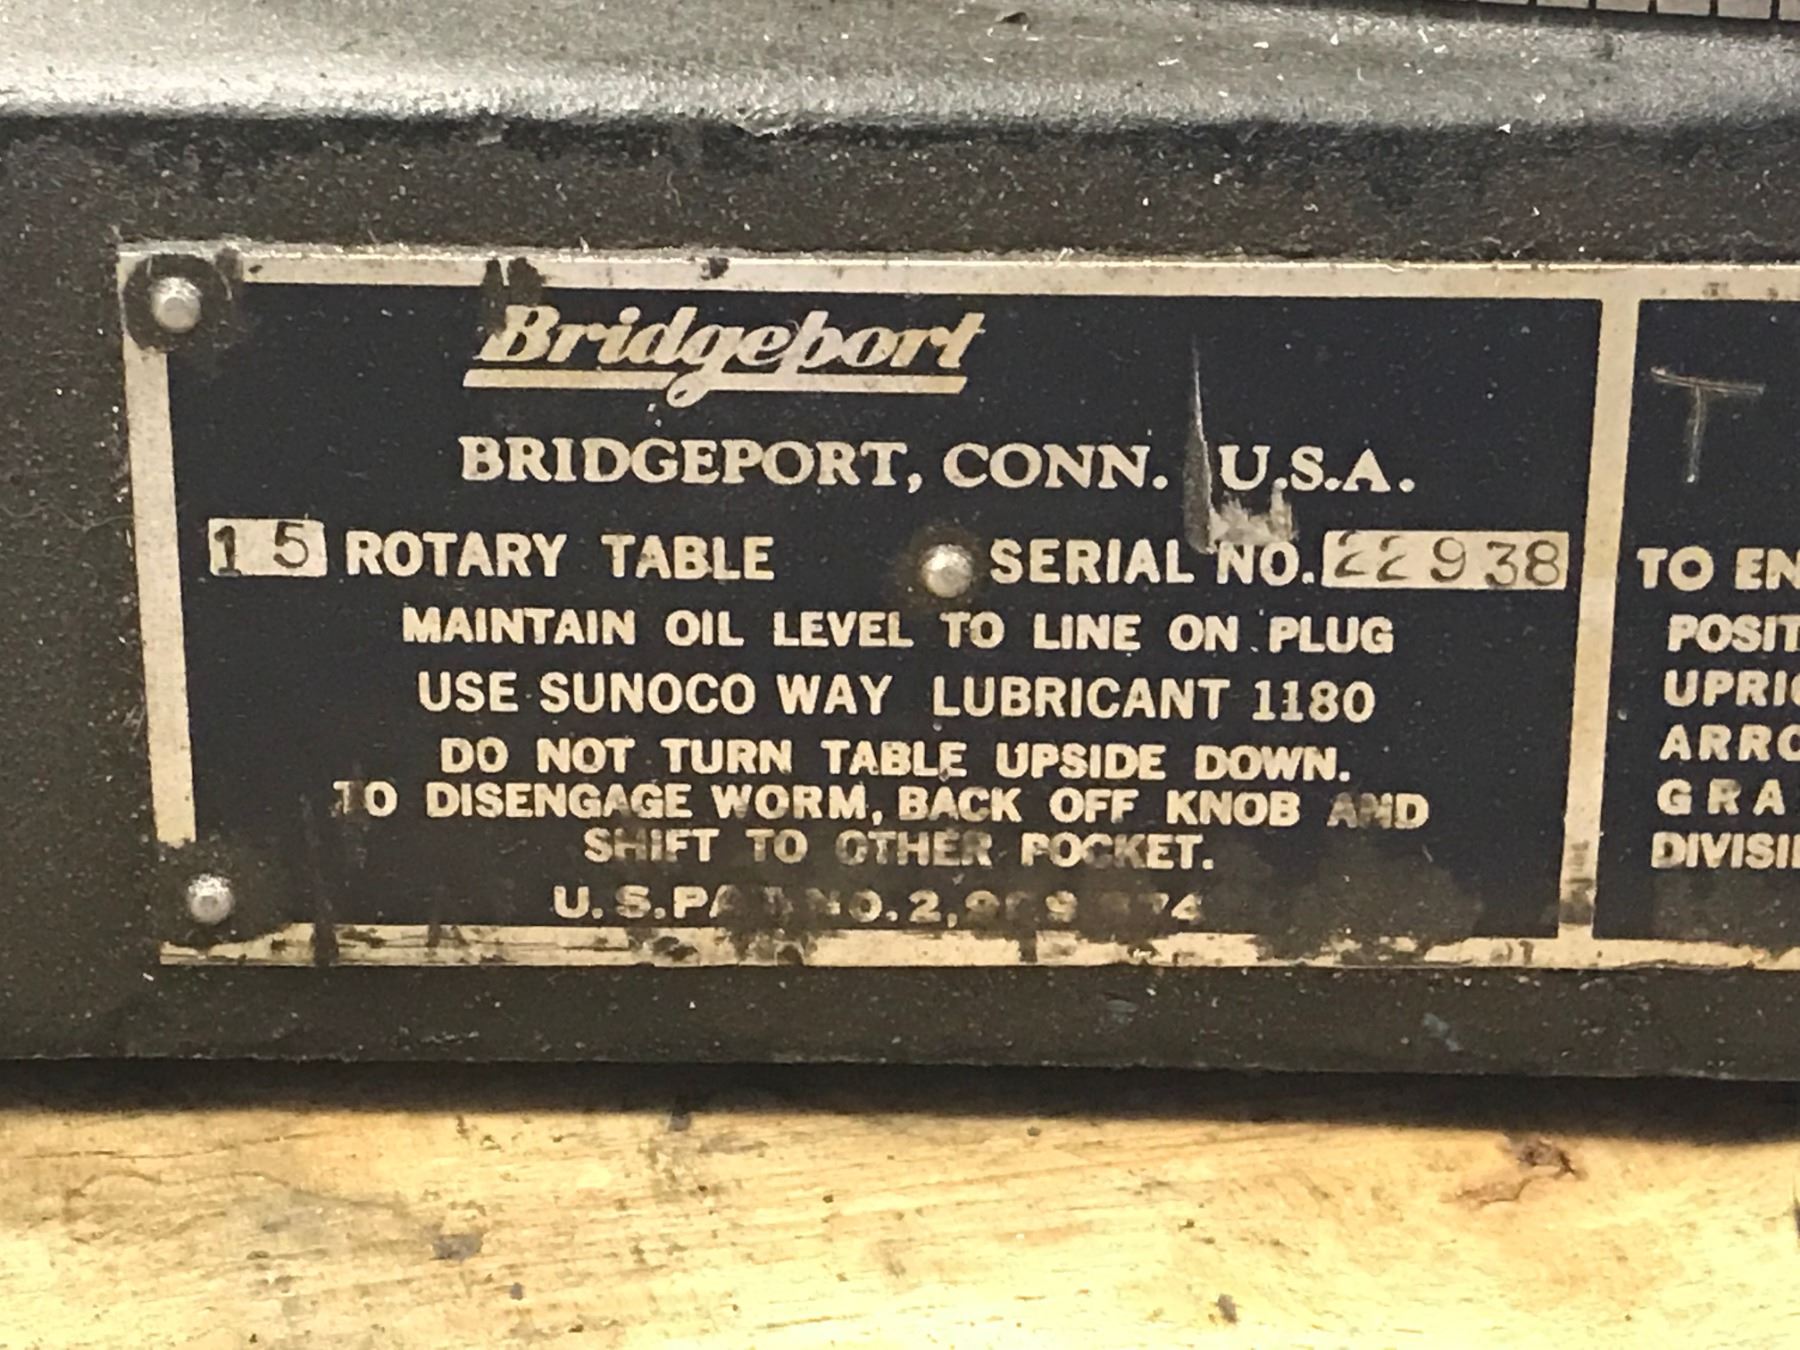 Bridgeport
BRIDGEPORT, CONN. U.S.A.
15 ROTARY TABLE SERIAL NO. 22938
MAINTAIN OIL LEVEL TO LINE ON PLUG
USE SUNOCO WAY LUBRICANT 1180
DO NOT TURN TABLE UPSIDE DOWN.
TO DISENGAGE WORM, BACK OFF KNOB AND
SHIFT TO OTHER POCKET.
U.S. PAT. NO.
T
TO EN
POSIT
UPRIG
ARRO
GRA
DIVISI